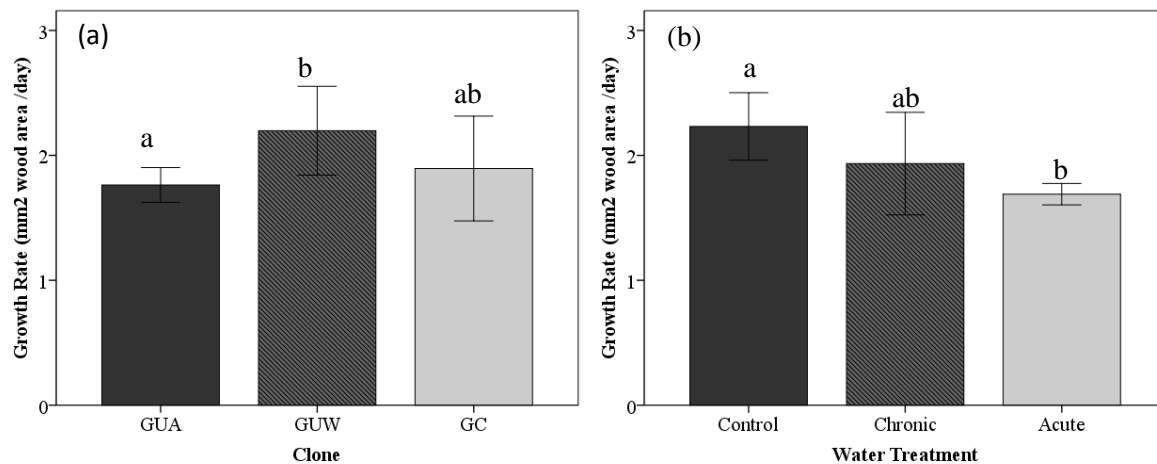 (a)
Growth Rate (mm2 wood area /day)
3
2
1
0
a
b
ab
GUA GUW GC
Clone
(b)
Growth Rate (mm2 wood area /day)
3
2
1
0
a
ab
b
Control Chronic Acute
Water Treatment